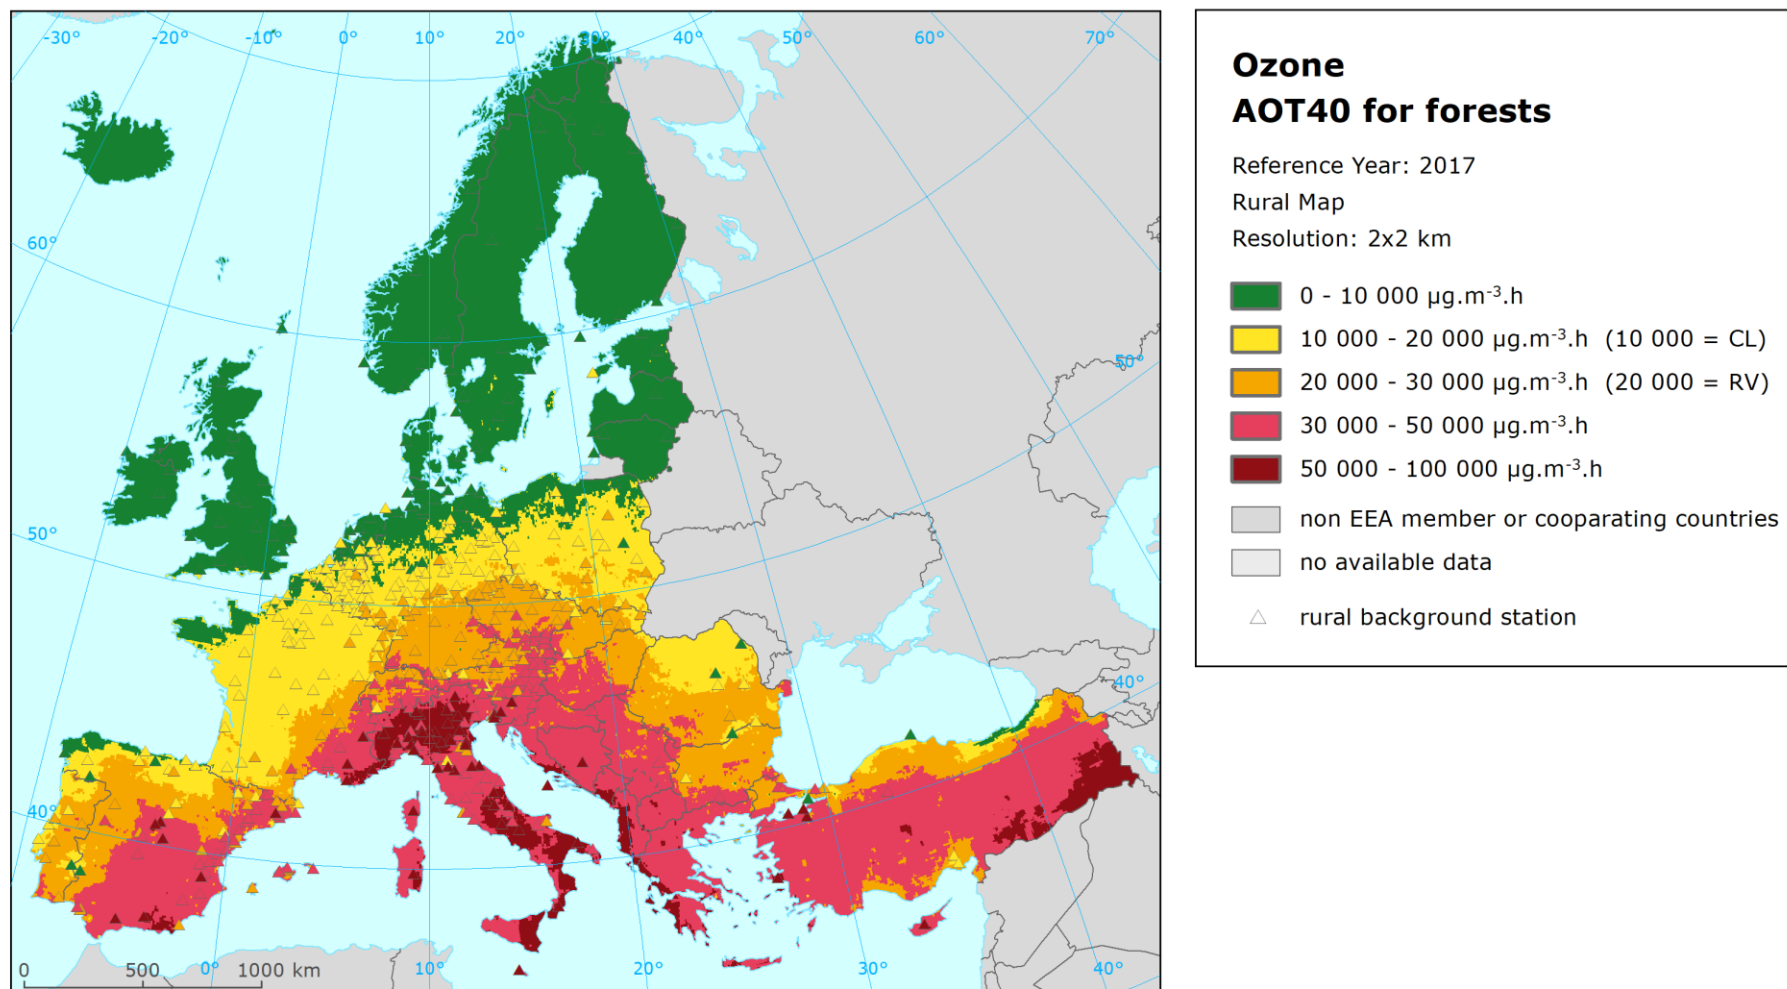 -30° -20° -10° 0° 10° 20° 30° 40° 50° 60° 70°
60°
50°
50°
40°
40°
0 500 0° 1000 km 10° 20° 30° 40°
Ozone
AOT40 for forests
Reference Year: 2017
Rural Map
Resolution: 2x2 km
0 - 10 000 µg.m⁻³.h
10 000 - 20 000 µg.m⁻³.h (10 000 = CL)
20 000 - 30 000 µg.m⁻³.h (20 000 = RV)
30 000 - 50 000 µg.m⁻³.h
50 000 - 100 000 µg.m⁻³.h
non EEA member or cooparating countries
no available data
rural background station